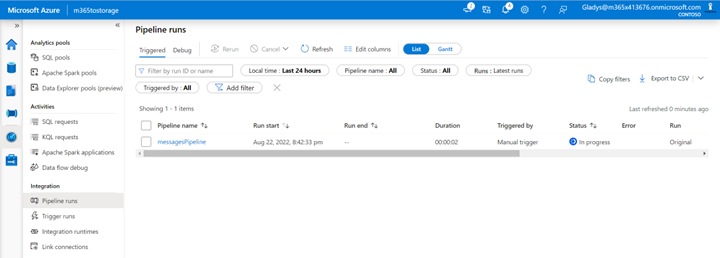 Microsoft Azure
m365tostorage
Gladys@m365x413676.onmicrosoft.com
CONTOSO
Analytics pools
SQL pools
Apache Spark pools
Data Explorer pools (preview)
Activities
SQL requests
KQL requests
Apache Spark applications
Data flow debug
Integration
Pipeline runs
Trigger runs
Integration runtimes
Link connections
Pipeline runs
Triggered Debug Rerun Cancel Refresh Edit columns List Gantt
Filter by run ID or name Local time : Last 24 hours Pipeline name : All Status : All Runs : Latest runs
Copy filters Export to CSV
Triggered by : All Add filter
Showing 1 - 1 items Last refreshed 0 minutes ago
Pipeline name Run start Run end Duration Triggered by Status Error Run
messagesPipeline Aug 22, 2022, 8:42:33 pm -- 00:00:02 Manual trigger In progress Original